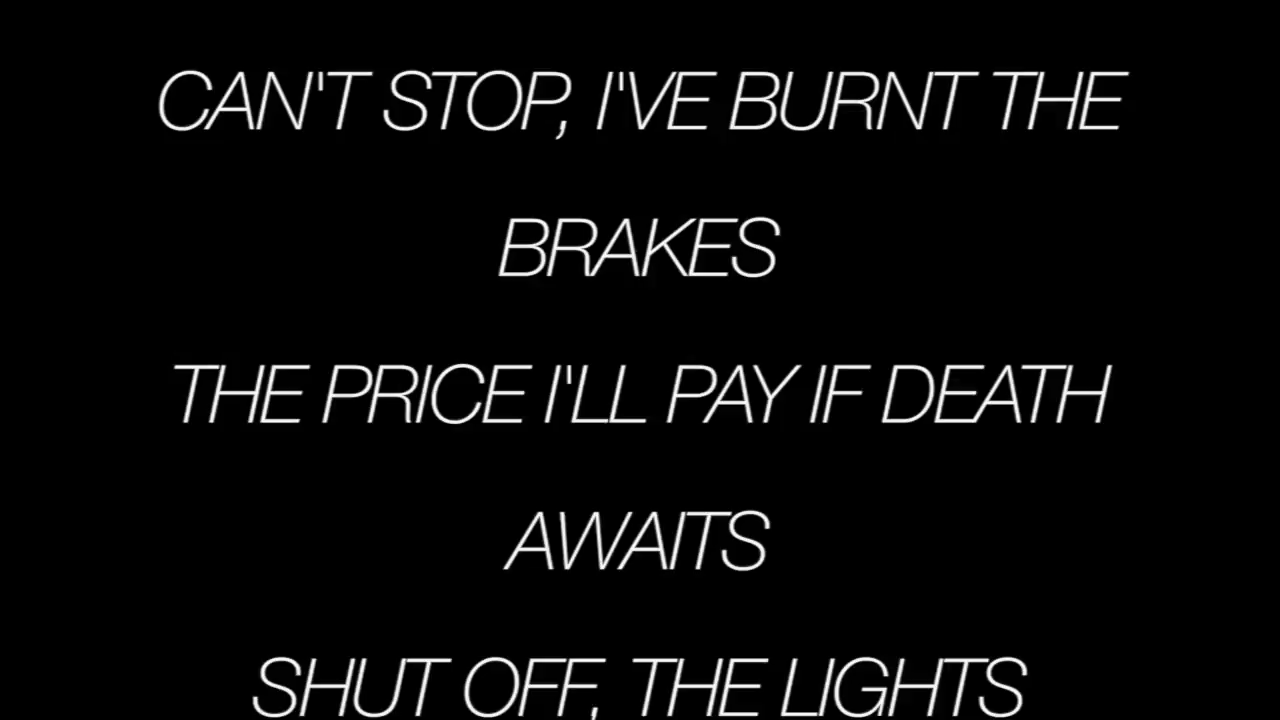 CAN'T STOP, I'VE BURNT THE
BRAKES
THE PRICE I'LL PAY IF DEATH
AWAITS
SHUT OFF, THE LIGHTS